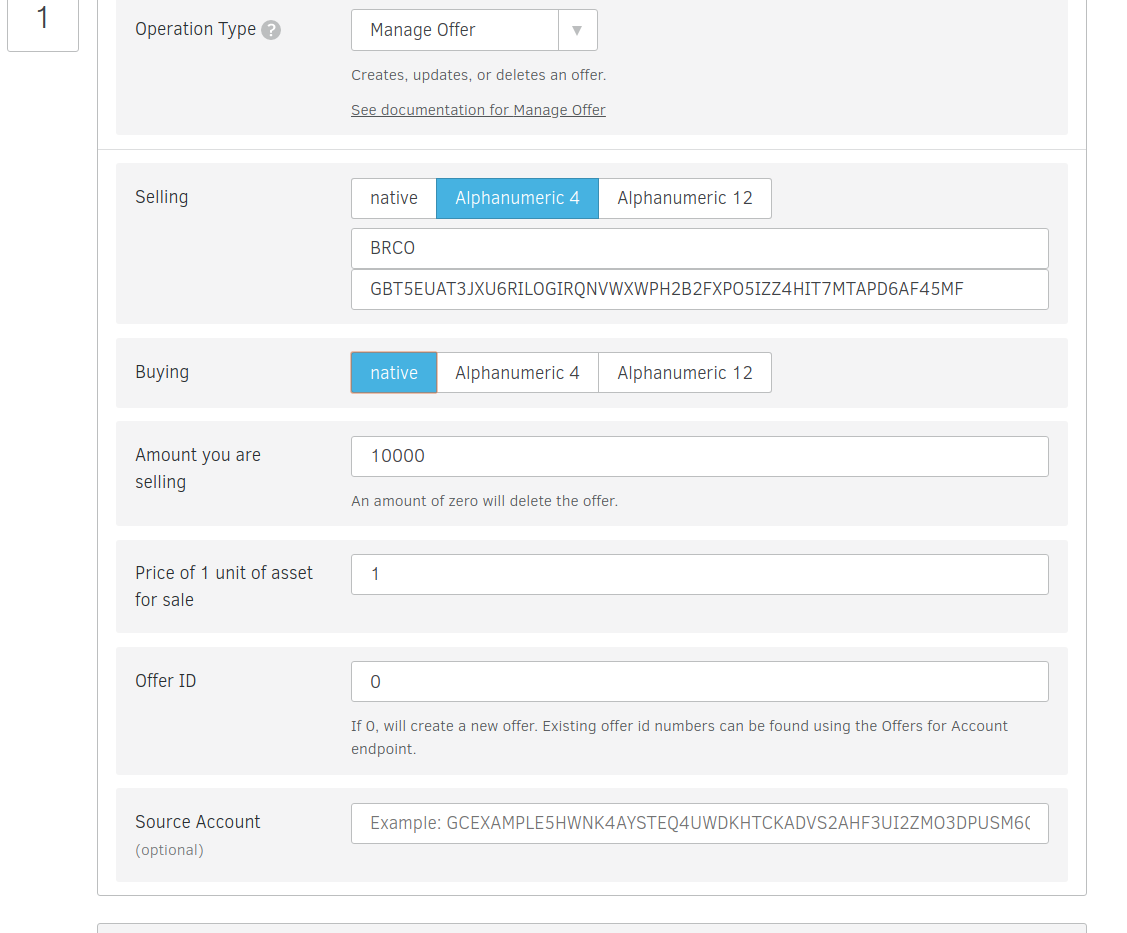 1
Operation Type ?
Manage Offer ▼
Creates, updates, or deletes an offer.
See documentation for Manage Offer
Selling
native Alphanumeric 4 Alphanumeric 12
BRCO
GBT5EUAT3JXU6RILOGIRQNVWXWPH2B2FXPO5IZZ4HIT7MTAPD6AF45MF
Buying
native Alphanumeric 4 Alphanumeric 12
Amount you are
selling
10000
An amount of zero will delete the offer.
Price of 1 unit of asset
for sale
1
Offer ID
0
If 0, will create a new offer. Existing offer id numbers can be found using the Offers for Account
endpoint.
Source Account
(optional)
Example: GCEXAMPLE5HWNK4AYSTEQ4UWDKHTCKADVS2AHF3UI2ZMO3DPUSM6